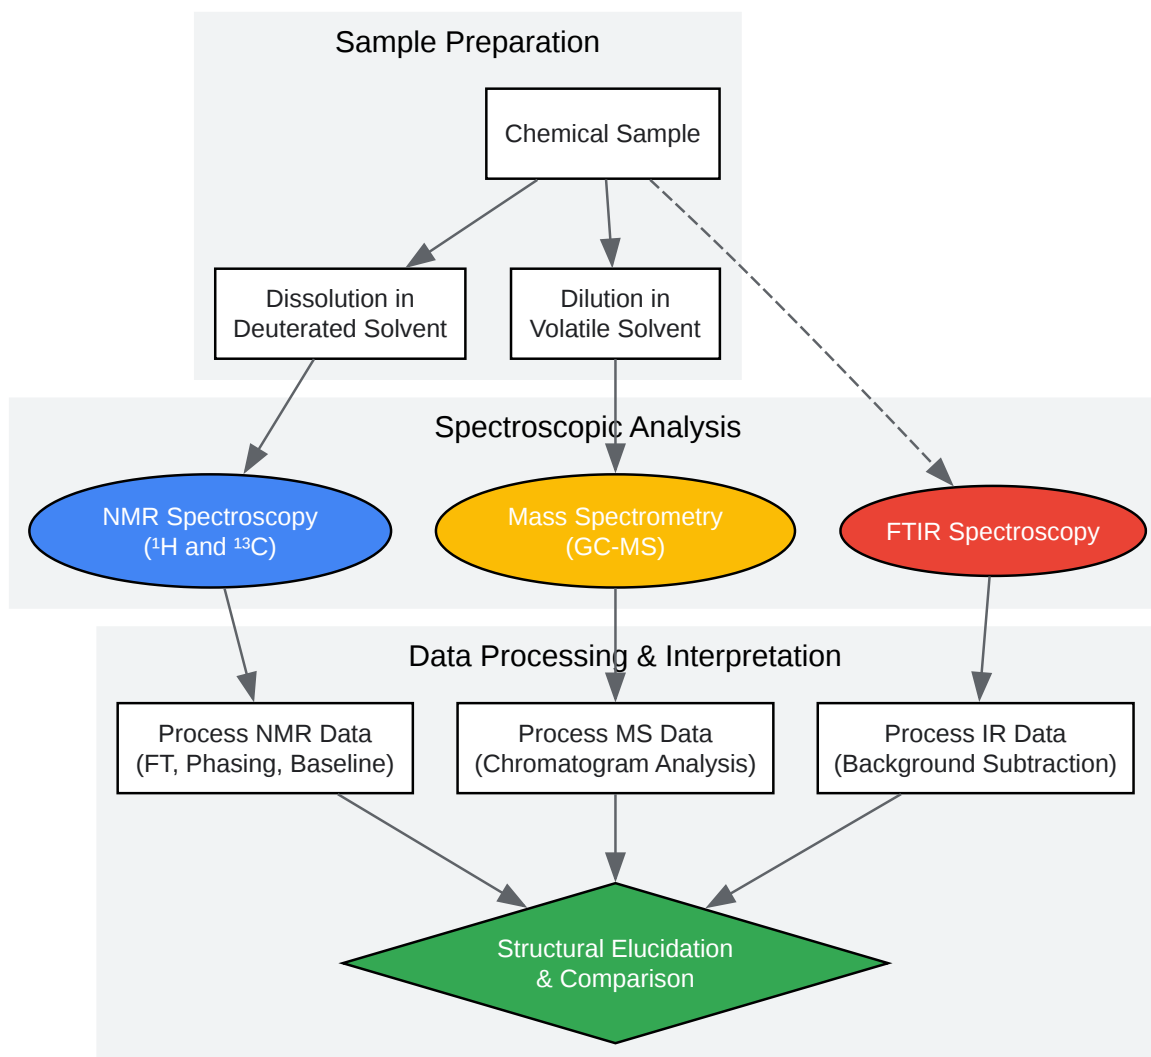 Sample Preparation
Chemical Sample
Dissolution in
Deuterated Solvent
Dilution in
Volatile Solvent
Spectroscopic Analysis
NMR Spectroscopy
(¹H and ¹³C)
Mass Spectrometry
(GC-MS)
FTIR Spectroscopy
Data Processing & Interpretation
Process NMR Data
(FT, Phasing, Baseline)
Process MS Data
(Chromatogram Analysis)
Process IR Data
(Background Subtraction)
Structural Elucidation
& Comparison